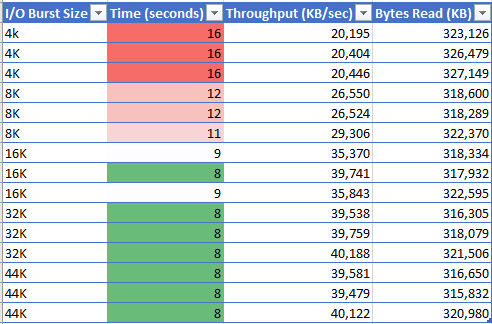 I/O Burst Size Time (seconds) Throughput (KB/sec) Bytes Read (KB)
4k 16 20,195 323,126
4K 16 20,404 326,479
4K 16 20,446 327,149
8K 12 26,550 318,600
8K 12 26,524 318,289
8K 11 29,306 322,370
16K 9 35,370 318,334
16K 8 39,741 317,932
16K 9 35,843 322,595
32K 8 39,538 316,305
32K 8 39,759 318,079
32K 8 40,188 321,506
44K 8 39,581 316,650
44K 8 39,479 315,832
44K 8 40,122 320,980